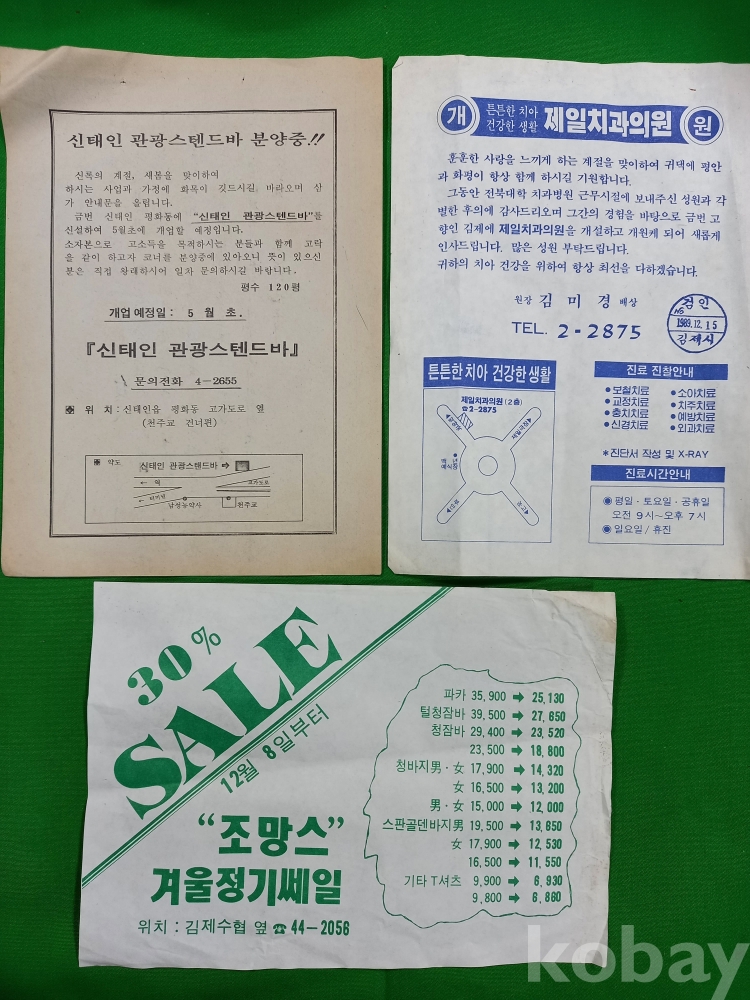 신태인 관광스텐드바 분양중!!
신록의 계절, 새봄을 맞이하여
하시는 사업과 가정에 화목이 깃드시길 바라오며 삼
가 안내문을 올립니다.
금번 신태인 평화동에 "신태인 관광스텐드바"를
신설하여 5월초에 개업할 예정입니다.
소자본으로 고소득을 목적하시는 분들과 함께 고락
을 같이 하고자 코너를 분양중에 있아오니 뜻이 있으신
분은 직접 왕래하시어 일차 문의하시길 바랍니다.
평수 120평
개업예정일 : 5 월 초.
『신태인 관광스텐드바』
문의전화 4-2655
위 치 : 신태인읍 평화동 고가도로 옆
(천주교 건너편)
약도
신태인 관광스텐드바 ➡
← 역
고가도로
남성농약사
천주교
개 튼튼한 치아 건강한 생활 제일치과의원 원
훈훈한 사랑을 느끼게 하는 계절을 맞이하여 귀댁에 평안
과 화평이 항상 함께 하시길 기원합니다.
그동안 전북대학 치과병원 근무시절에 보내주신 성원과 각
별한 후의에 감사드리오며 그간의 경험을 바탕으로 금번 고
향인 김제에 제일치과의원을 개설하고 개원케 되어 새롭게
인사드립니다. 많은 성원 부탁드립니다.
귀하의 치아 건강을 위하여 항상 최선을 다하겠습니다.
원장 김 미 경 배상
TEL. 2-2875
검인
1989.12.15
김제시
튼튼한 치아 건강한 생활
제일치과의원 (2층)
☎2-2875
제일극장
예식장
진료 진찰안내
●보철치료 ●소아치료
●교정치료 ●치주치료
●충치치료 ●예방치료
●신경치료 ●외과치료
*진단서 작성 및 X-RAY
진료시간안내
◉ 평일 · 토요일 · 공휴일
오전 9시~오후 7시
◉ 일요일 / 휴진
30% SALE
12월 8일부터
"조망스"
겨울정기쎄일
위치 : 김제수협 옆 ☎ 44-2056
파카 35,900 ➡ 25,130
털청잠바 39,500 ➡ 27,650
청잠바 29,400 ➡ 23,520
23,500 ➡ 18,800
청바지男·女 17,900 ➡ 14,320
女 16,500 ➡ 13,200
男·女 15,000 ➡ 12,000
스판골덴바지男 19,500 ➡ 13,650
女 17,900 ➡ 12,530
16,500 ➡ 11,550
기타 T셔츠 9,900 ➡ 6,930
9,800 ➡ 6,860
kobay